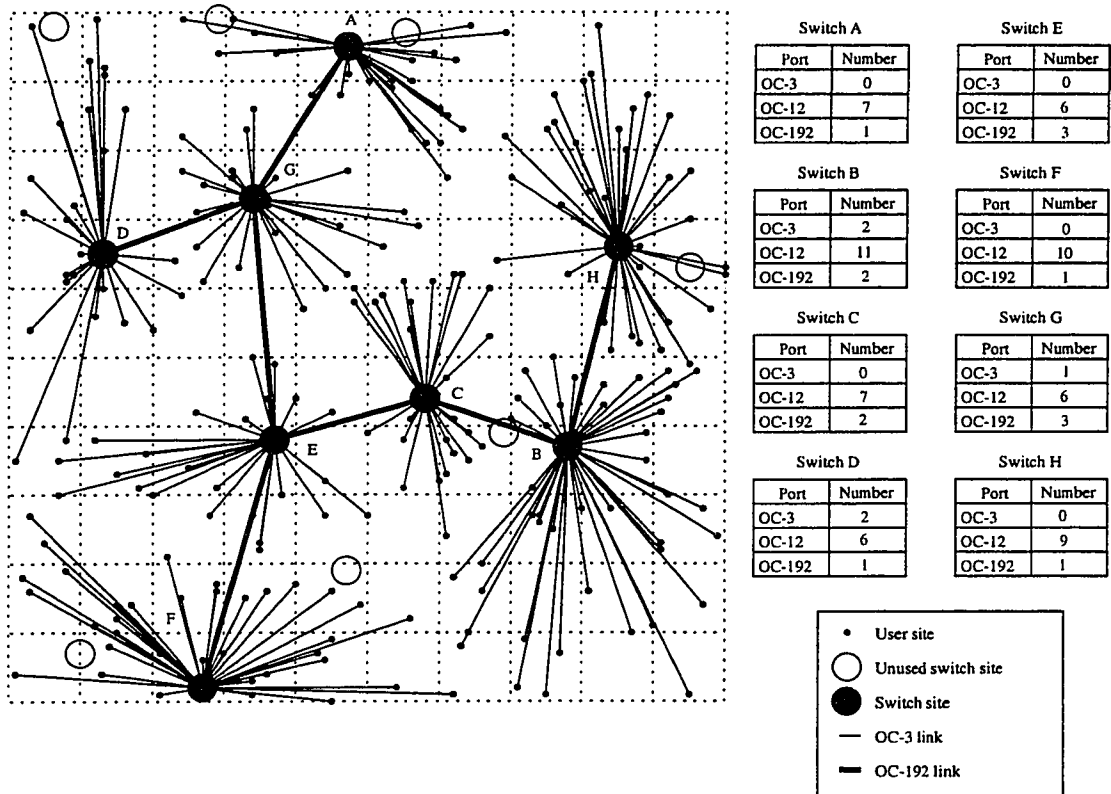 A
G
D
H
C
E
B
F
Switch A
Port Number
OC-3 0
OC-12 7
OC-192 1
Switch E
Port Number
OC-3 0
OC-12 6
OC-192 3
Switch B
Port Number
OC-3 2
OC-12 11
OC-192 2
Switch F
Port Number
OC-3 0
OC-12 10
OC-192 1
Switch C
Port Number
OC-3 0
OC-12 7
OC-192 2
Switch G
Port Number
OC-3 1
OC-12 6
OC-192 3
Switch D
Port Number
OC-3 2
OC-12 6
OC-192 1
Switch H
Port Number
OC-3 0
OC-12 9
OC-192 1
User site
Unused switch site
Switch site
OC-3 link
OC-192 link